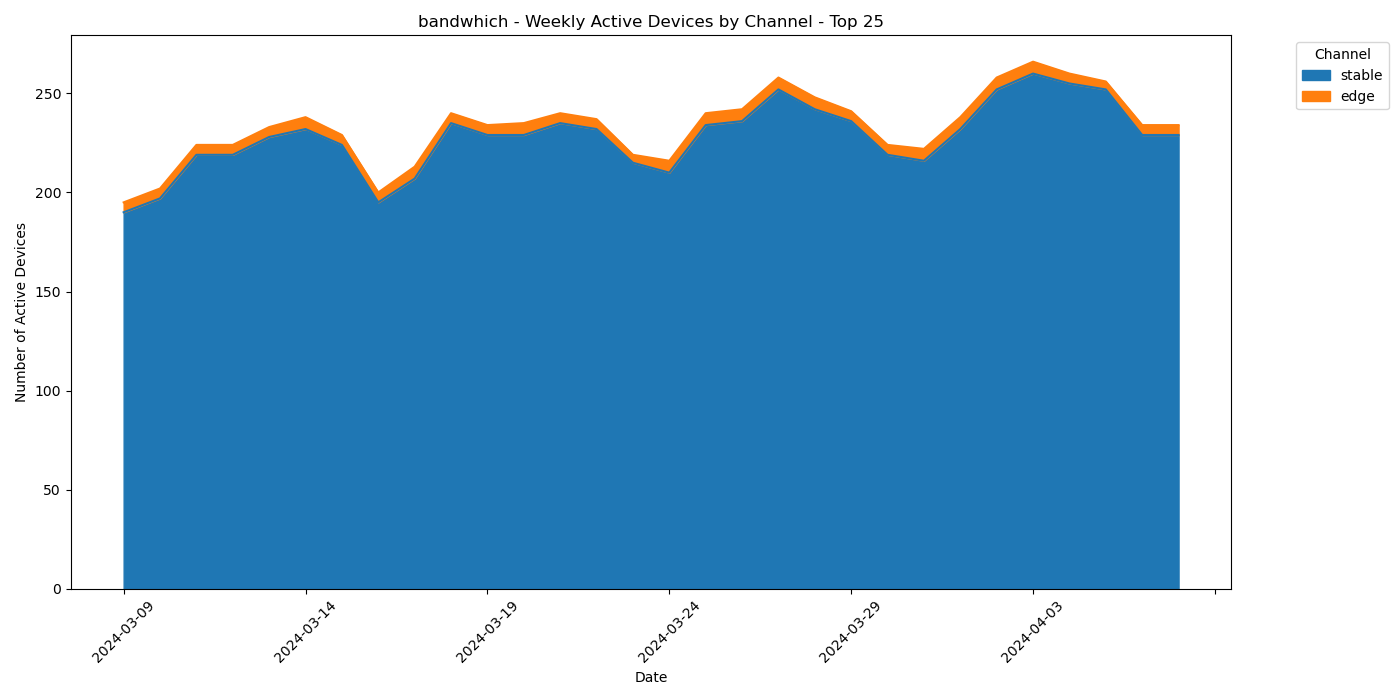 bandwhich - Weekly Active Devices by Channel - Top 25
Channel
stable
edge
Number of Active Devices
250
200
150
100
50
0
2024-03-09
2024-03-14
2024-03-19
2024-03-24
2024-03-29
2024-04-03
Date